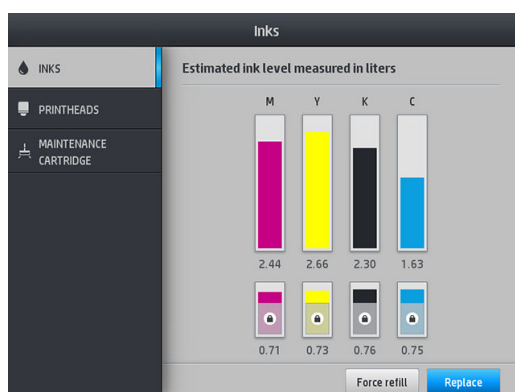 Inks
INKS
PRINTHEADS
MAINTENANCE
CARTRIDGE
Estimated ink level measured in liters
M Y K C
2.44 2.66 2.30 1.63
0.71 0.73 0.76 0.75
Force refill Replace